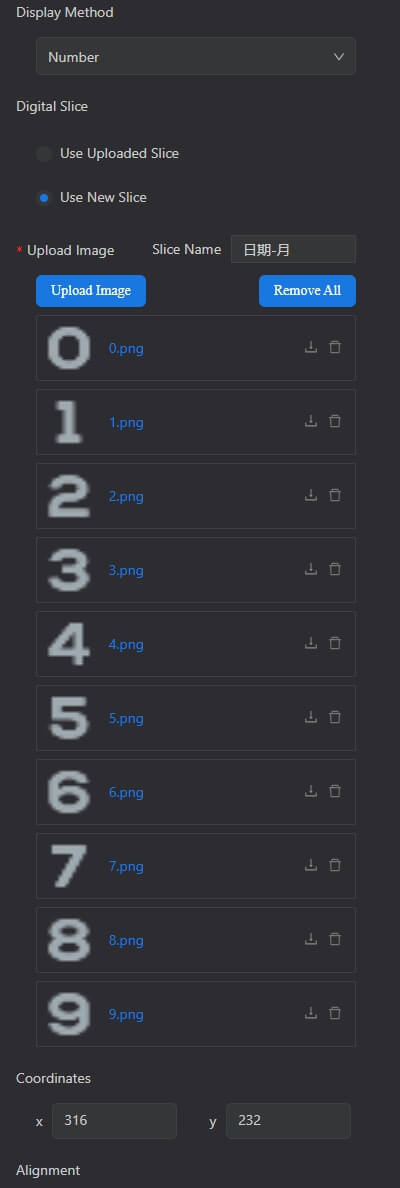 Display Method
Number
Digital Slice
Use Uploaded Slice
Use New Slice
* Upload Image Slice Name 日期-月
Upload Image Remove All
0 0.png
1 1.png
2 2.png
3 3.png
4 4.png
5 5.png
6 6.png
7 7.png
8 8.png
9 9.png
Coordinates
x 316 y 232
Alignment